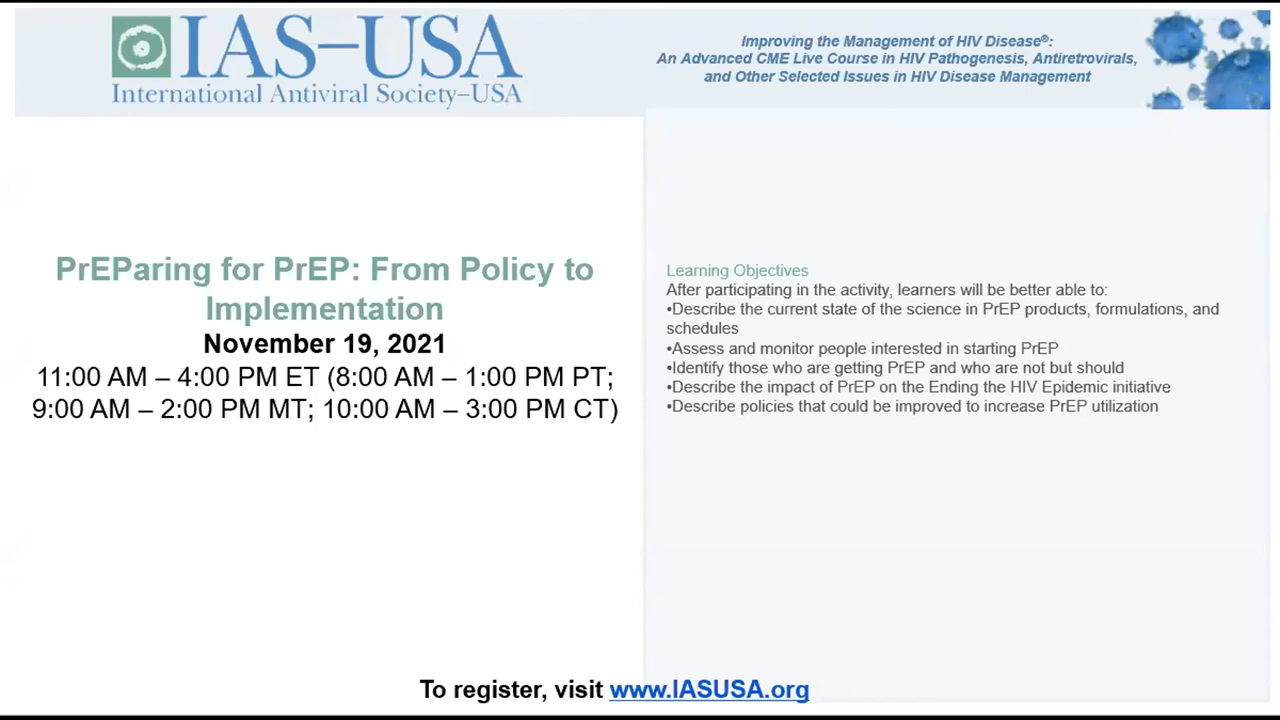 IAS–USA
International Antiviral Society–USA
Improving the Management of HIV Disease®:
An Advanced CME Live Course in HIV Pathogenesis, Antiretrovirals,
and Other Selected Issues in HIV Disease Management
PrEParing for PrEP: From Policy to
Implementation
November 19, 2021
11:00 AM – 4:00 PM ET (8:00 AM – 1:00 PM PT;
9:00 AM – 2:00 PM MT; 10:00 AM – 3:00 PM CT)
Learning Objectives
After participating in the activity, learners will be better able to:
•Describe the current state of the science in PrEP products, formulations, and
schedules
•Assess and monitor people interested in starting PrEP
•Identify those who are getting PrEP and who are not but should
•Describe the impact of PrEP on the Ending the HIV Epidemic initiative
•Describe policies that could be improved to increase PrEP utilization
To register, visit www.IASUSA.org